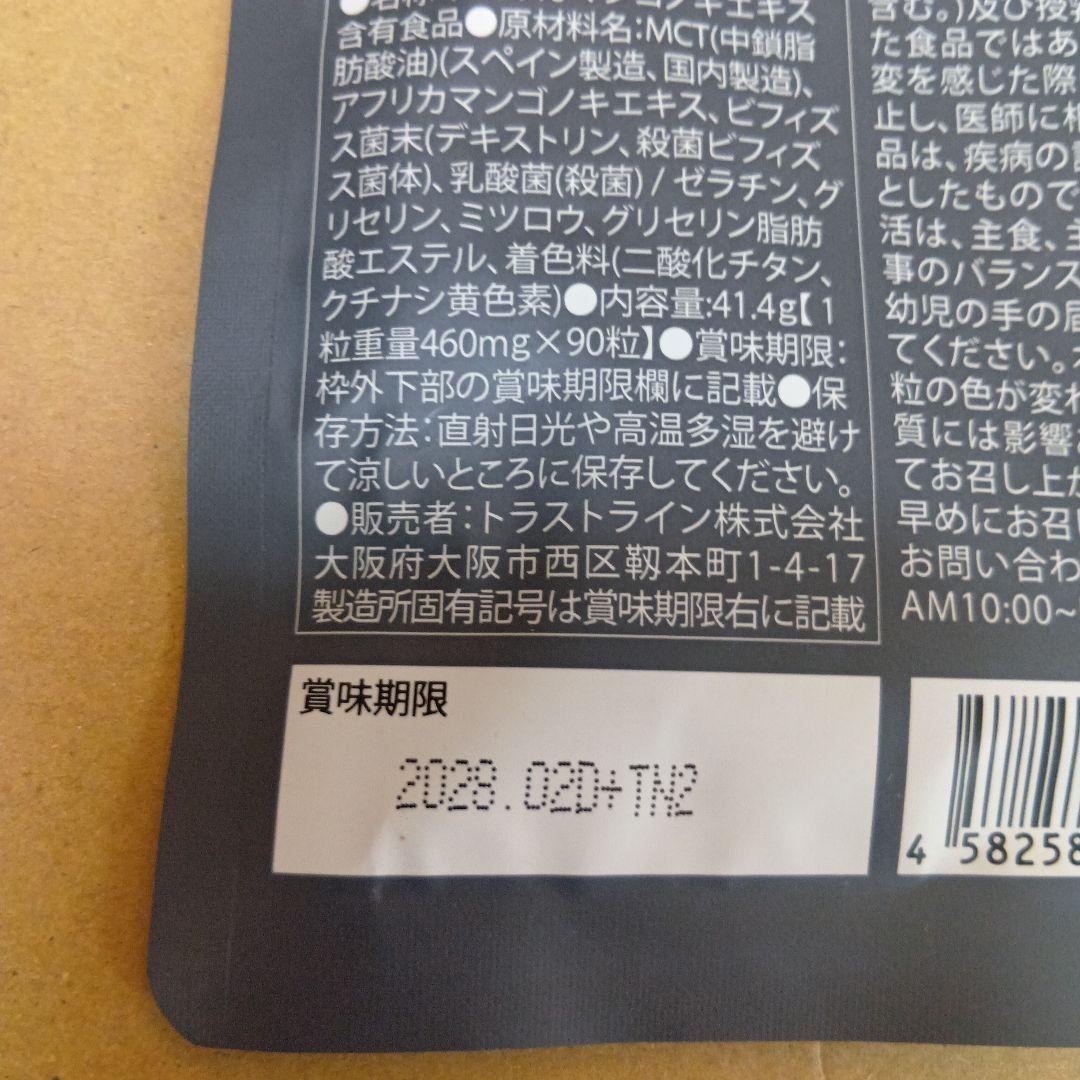 含有食品●原材料名:MCT(中鎖脂
肪酸油)(スペイン製造、国内製造)、
アフリカマンゴノキエキス、ビフィズ
ス菌末(デキストリン、殺菌ビフィズ
ス菌体)、乳酸菌(殺菌) / ゼラチン、グ
リセリン、ミツロウ、グリセリン脂肪
酸エステル、着色料(二酸化チタン、
クチナシ黄色素)●内容量:41.4g【1
粒重量460mg×90粒】●賞味期限:
枠外下部の賞味期限欄に記載●保
存方法:直射日光や高温多湿を避け
て涼しいところに保存してください。
●販売者:トラストライン株式会社
大阪府大阪市西区靱本町1-4-17
製造所固有記号は賞味期限右に記載
含む。)及び授
た食品ではあ
変を感じた際
止し、医師に
品は、疾病の
としたもので
活は、主食、主
事のバランス
幼児の手の届
てください。
粒の色が変わ
質には影響
てお召し上が
早めにお召
お問い合わ
AM10:00~
賞味期限
2028.02D+TN2
4 58258